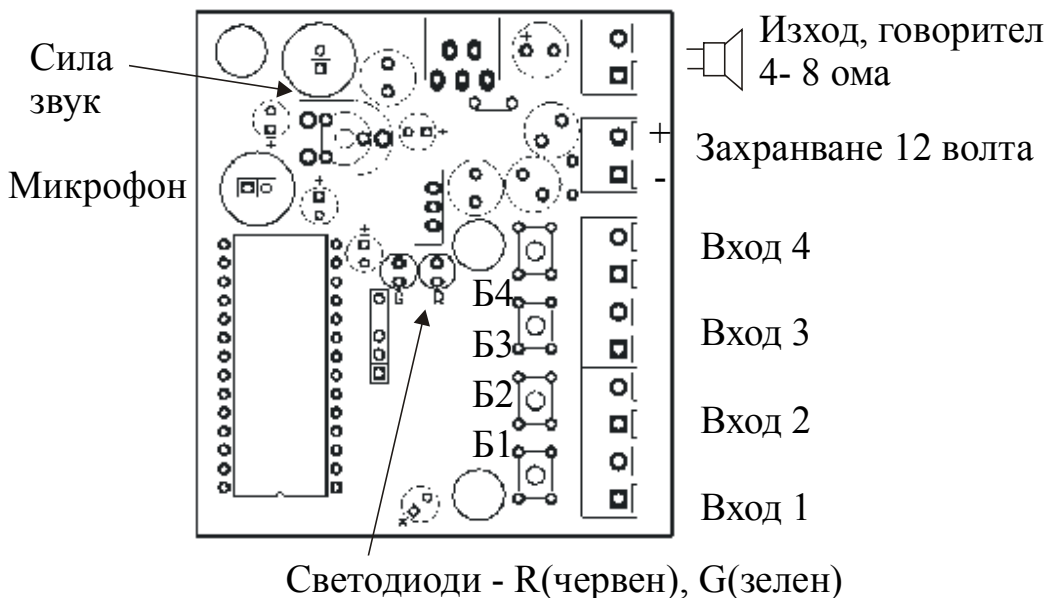 Сила
звук
Изход, говорител
4- 8 ома
+
-
Захранване 12 волта
Микрофон
Вход 4
Б4
G R
Вход 3
Б3
Б2
Вход 2
Б1
Вход 1
Светодиоди - R(червен), G(зелен)